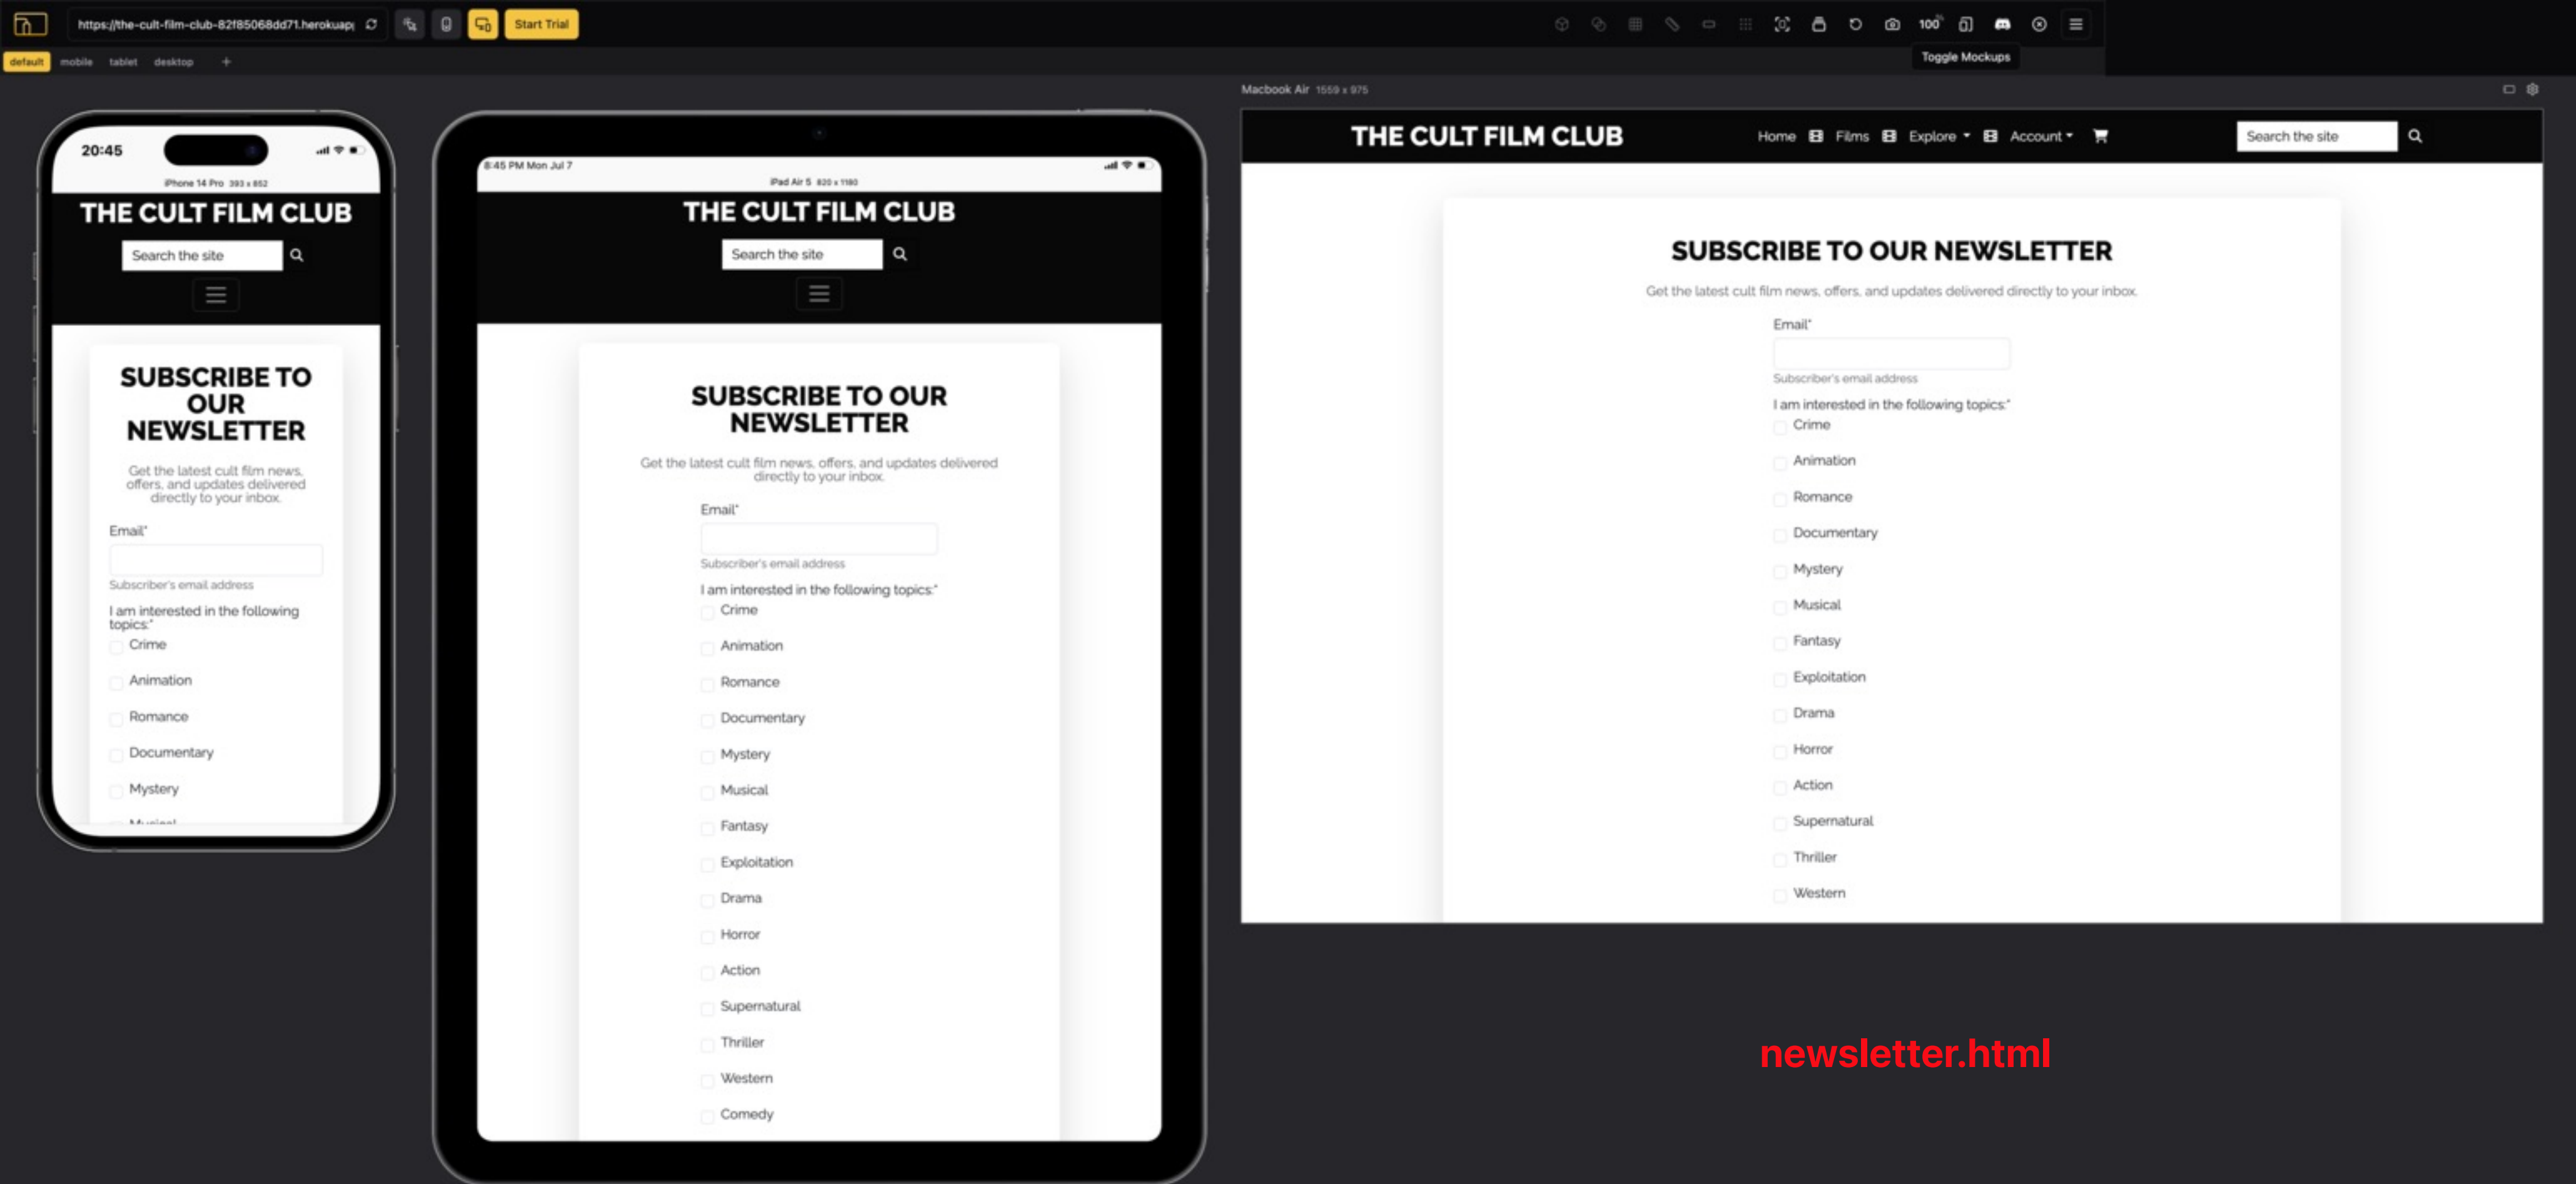 https://the-cult-film-club-82f85068dd71.herokuap
Start Trial
100%
Toggle Mockups
default
mobile
tablet
desktop
+
20:45
iPhone 14 Pro 393 x 852
THE CULT FILM CLUB
Search the site
SUBSCRIBE TO
OUR
NEWSLETTER
Get the latest cult film news,
offers, and updates delivered
directly to your inbox.
Email*
Subscriber's email address
I am interested in the following
topics:*
Crime
Animation
Romance
Documentary
Mystery
Musical
8:45 PM Mon Jul 7
iPad Air 5 820 x 1180
THE CULT FILM CLUB
Search the site
SUBSCRIBE TO OUR
NEWSLETTER
Get the latest cult film news, offers, and updates delivered
directly to your inbox.
Email*
Subscriber's email address
I am interested in the following topics:*
Crime
Animation
Romance
Documentary
Mystery
Musical
Fantasy
Exploitation
Drama
Horror
Action
Supernatural
Thriller
Western
Comedy
Macbook Air 1559 x 975
THE CULT FILM CLUB
Home Films Explore Account
Search the site
SUBSCRIBE TO OUR NEWSLETTER
Get the latest cult film news, offers, and updates delivered directly to your inbox.
Email*
Subscriber's email address
I am interested in the following topics:*
Crime
Animation
Romance
Documentary
Mystery
Musical
Fantasy
Exploitation
Drama
Horror
Action
Supernatural
Thriller
Western
newsletter.html